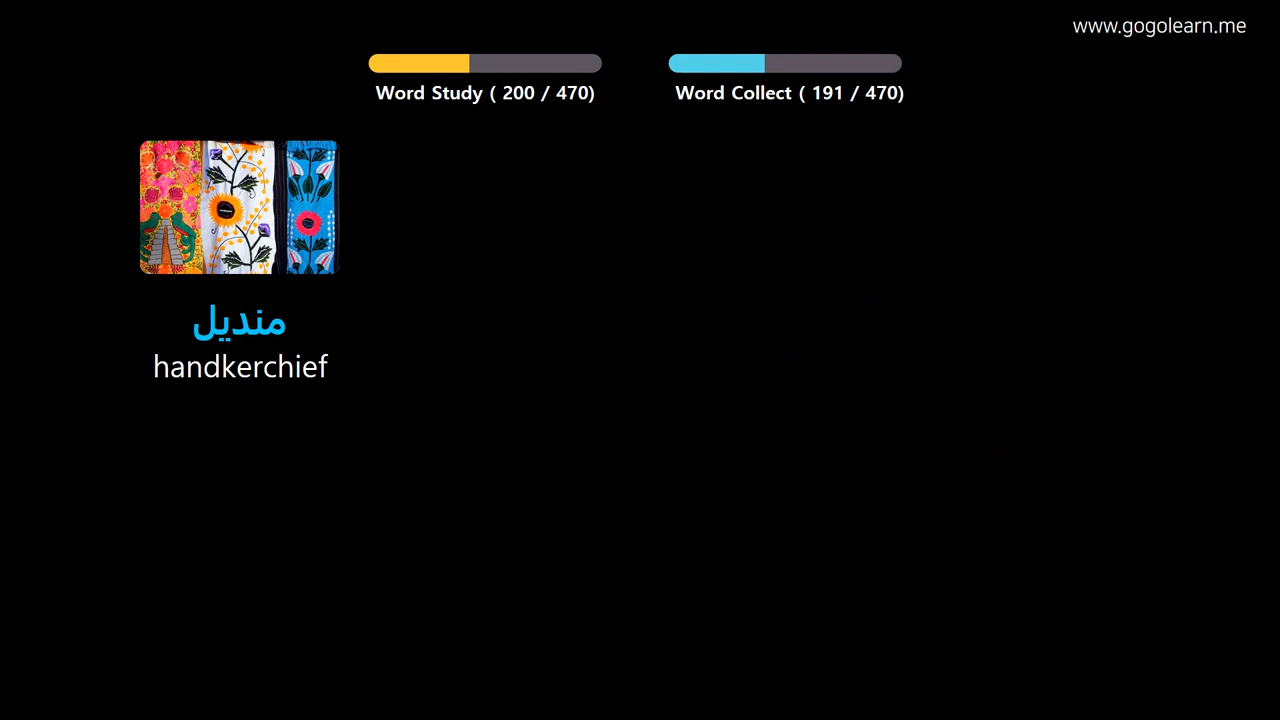 www.gogolearn.me
Word Study ( 200 / 470)
Word Collect ( 191 / 470)
منديل
handkerchief